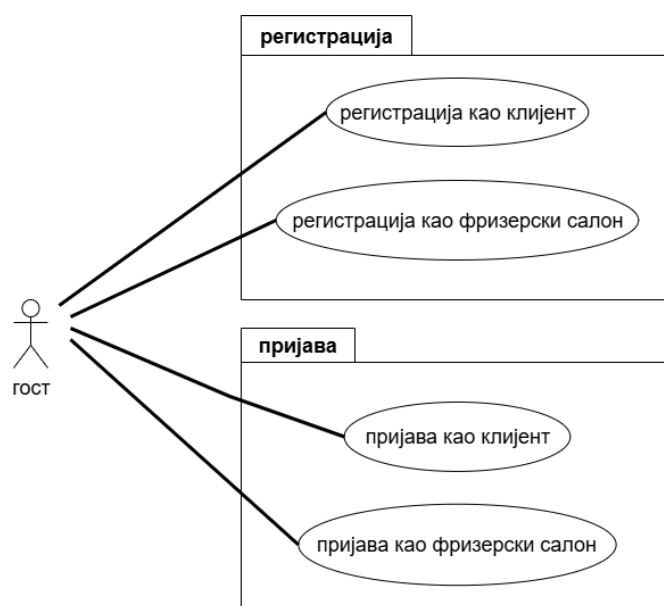 регистрација
регистрација као клијент
регистрација као фризерски салон
гост
пријава
пријава као клијент
пријава као фризерски салон